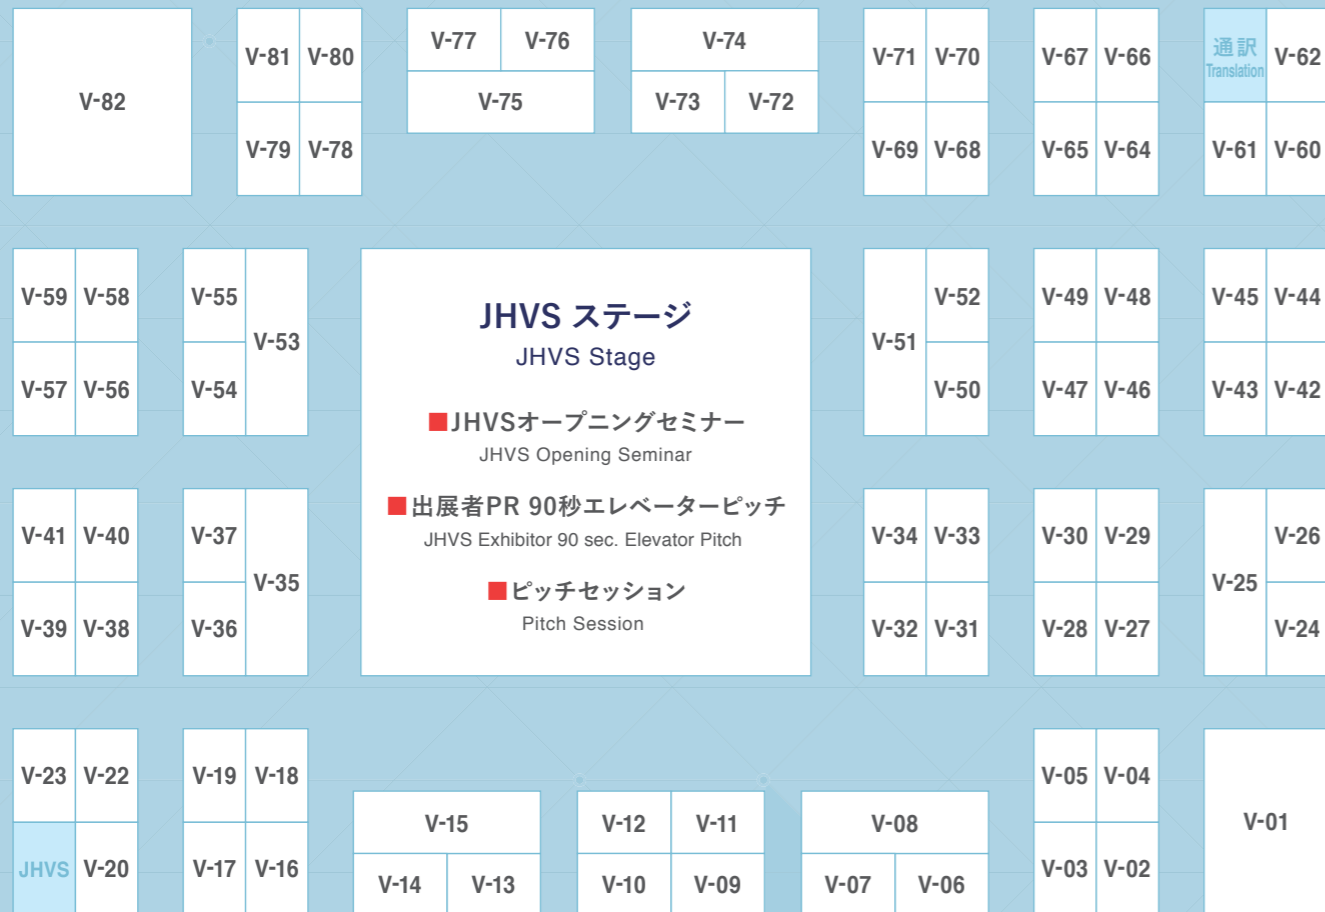 V-82
V-81 V-80
V-79 V-78
V-77 V-76
V-75
V-74
V-73 V-72
V-71 V-70
V-69 V-68
V-67 V-66
V-65 V-64
通訳
Translation
V-62
V-61 V-60
V-59 V-58
V-57 V-56
V-55
V-53
V-54
JHVS ステージ
JHVS Stage
■JHVSオープニングセミナー
JHVS Opening Seminar
■出展者PR 90秒エレベーターピッチ
JHVS Exhibitor 90 sec. Elevator Pitch
■ピッチセッション
Pitch Session
V-52
V-51
V-50
V-49 V-48
V-47 V-46
V-45 V-44
V-43 V-42
V-41 V-40
V-39 V-38
V-37
V-35
V-36
V-34 V-33
V-32 V-31
V-30 V-29
V-28 V-27
V-26
V-25
V-24
V-23 V-22
JHVS V-20
V-19 V-18
V-17 V-16
V-15
V-14 V-13
V-12 V-11
V-10 V-09
V-08
V-07 V-06
V-05 V-04
V-03 V-02
V-01